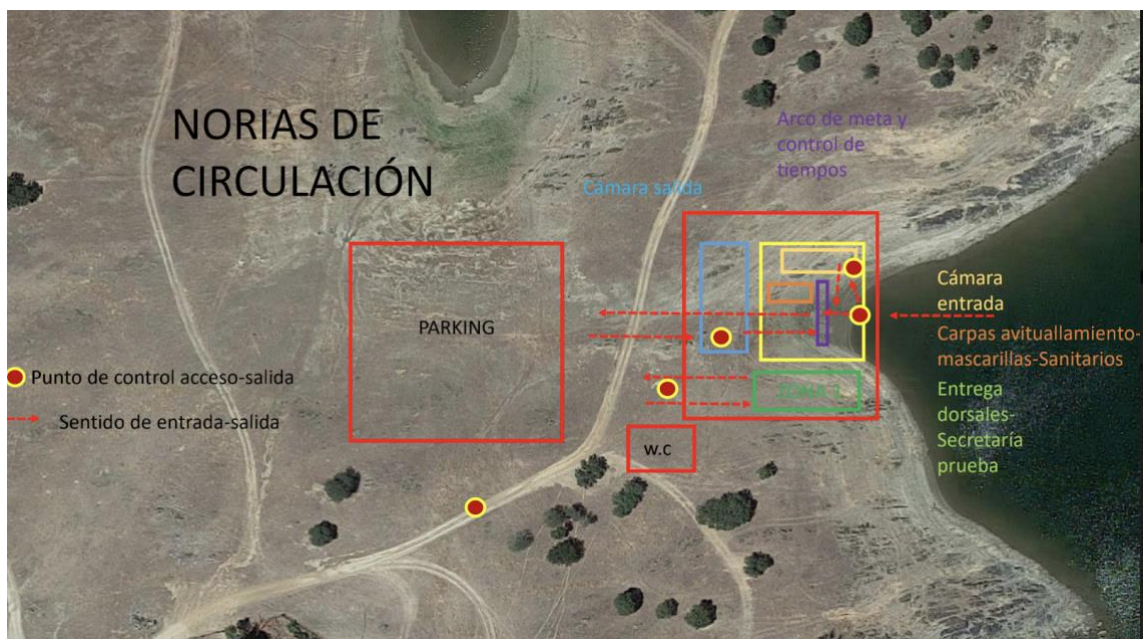 NORIAS DE
CIRCULACIÓN
Arco de meta y
control de
tiempos
Cámara salida
Cámara
entrada
PARKING
Carpas avituallamiento-
mascarillas-Sanitarios
Punto de control acceso-salida
Entrega
dorsales-
Secretaría
prueba
Sentido de entrada-salida
w.c